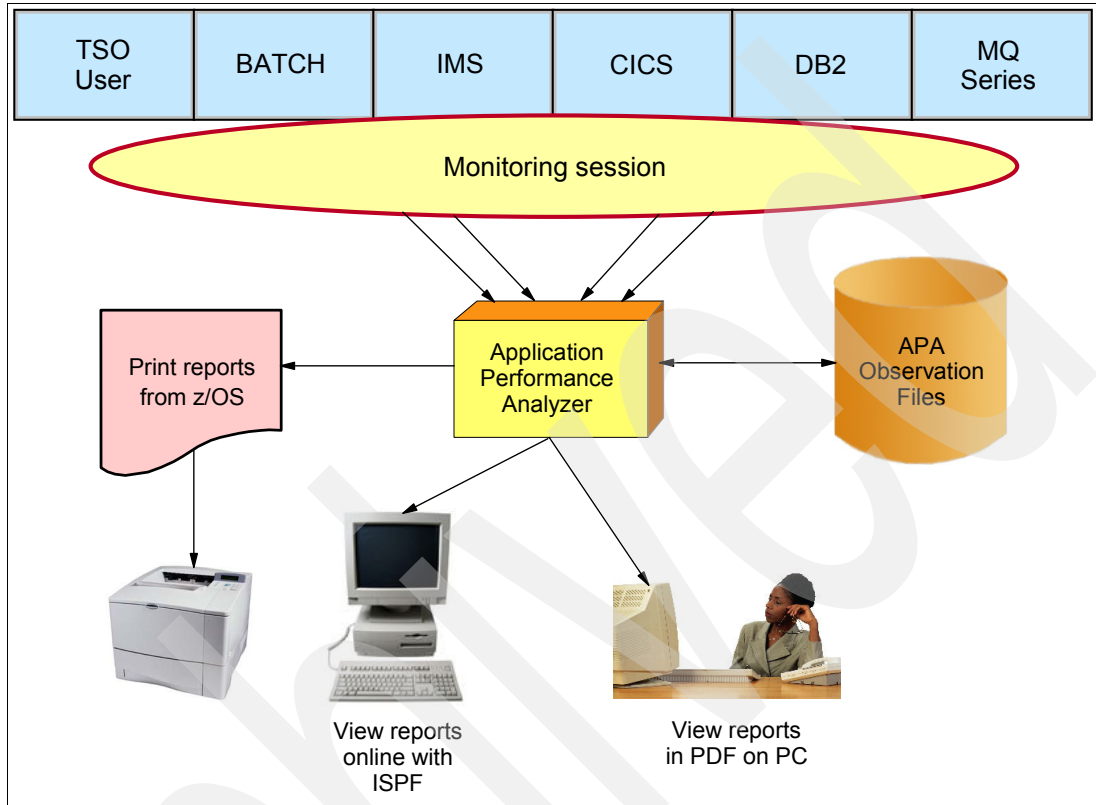 TSO
User
BATCH
IMS
CICS
DB2
MQ
Series
Monitoring session
Print reports
from z/OS
Application
Performance
Analyzer
APA
Observation
Files
View reports
online with
ISPF
View reports
in PDF on PC